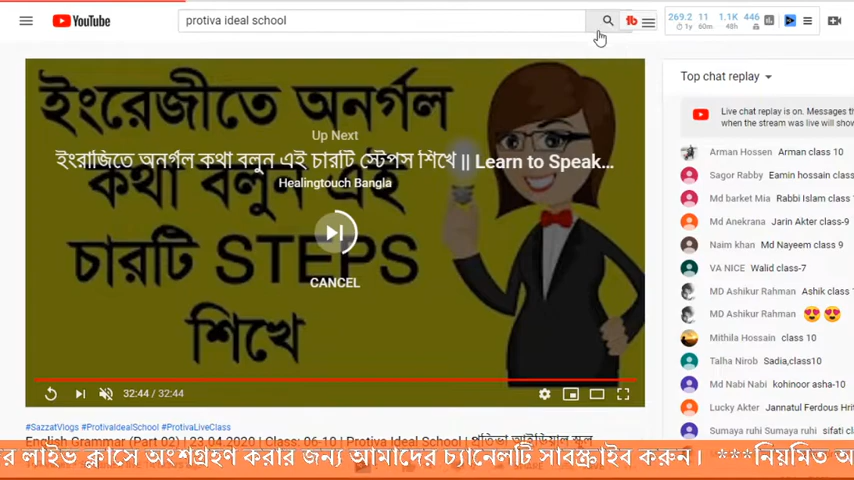 YouTube
protiva ideal school
269.2 11 1.1K 446
1y 60m 48h
Top chat replay
Live chat replay is on. Messages th
when the stream was live will show
ইংরেজীতে অনর্গল
Up Next
ইংরাজিতে অনর্গল কথা বলুন এই চারটি স্টেপস শিখে || Learn to Speak...
Healingtouch Bangla
কথা বলুন এই
চারটি STEPS
CANCEL
শিখে
32:44 / 32:44
Arman Hossen Arman class 10
Sagor Rabby Eamin hossain class
Md barket Mia Rabbi Islam class 1
Md Anekrana Jarin Akter-9
Naim khan Md Nayeem class 9
VA NICE Walid class-7
MD Ashikur Rahman Ashik class 1
MD Ashikur Rahman 😍😍
Mithila Hossain class 10
Talha Nirob Sadia,class10
Md Nabi Nabi kohinoor asha-10
Lucky Akter Jannatul Ferdous Hrit
Sumaya ruhi Sumaya ruhi sifati c
#SazzatVlogs #ProtivaIdealSchool #ProtivaLiveClass
English Grammar (Part 02) | 23.04.2020 | Class: 06-10 | Protiva Ideal School | প্রতিভা আইডিয়াল স্কুল
র লাইভ ক্লাসে অংশগ্রহণ করার জন্য আমাদের চ্যানেলটি সাবস্ক্রাইব করুন। ***নিয়মিত অ